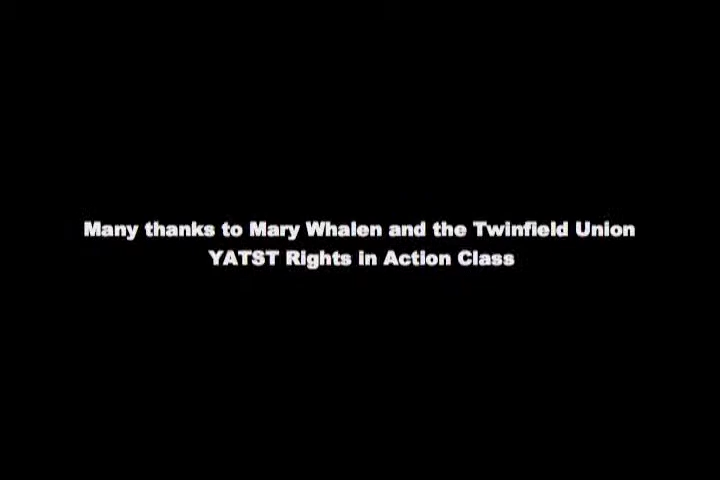 Many thanks to Mary Whalen and the Twinfield Union
YATST Rights in Action Class